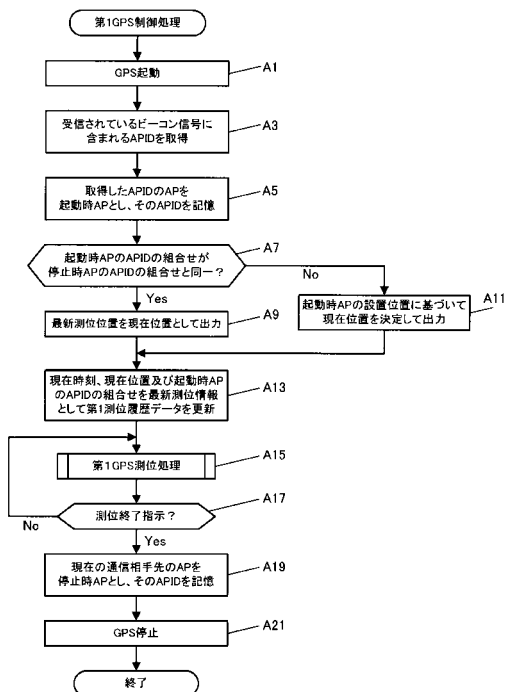 第1GPS制御処理
GPS起動
A1
受信されているビーコン信号に
含まれるAPIDを取得
A3
取得したAPIDのAPを
起動時APとし、そのAPIDを記憶
A5
起動時APのAPIDの組合せが
停止時APのAPIDの組合せと同一？
A7
No
Yes
最新測位位置を現在位置として出力
A9
起動時APの設置位置に基づいて
現在位置を決定して出力
A11
現在時刻、現在位置及び起動時AP
のAPIDの組合せを最新測位情報
として第1測位履歴データを更新
A13
第1GPS測位処理
A15
測位終了指示？
A17
No
Yes
現在の通信相手先のAPを
停止時APとし、そのAPIDを記憶
A19
GPS停止
A21
終了